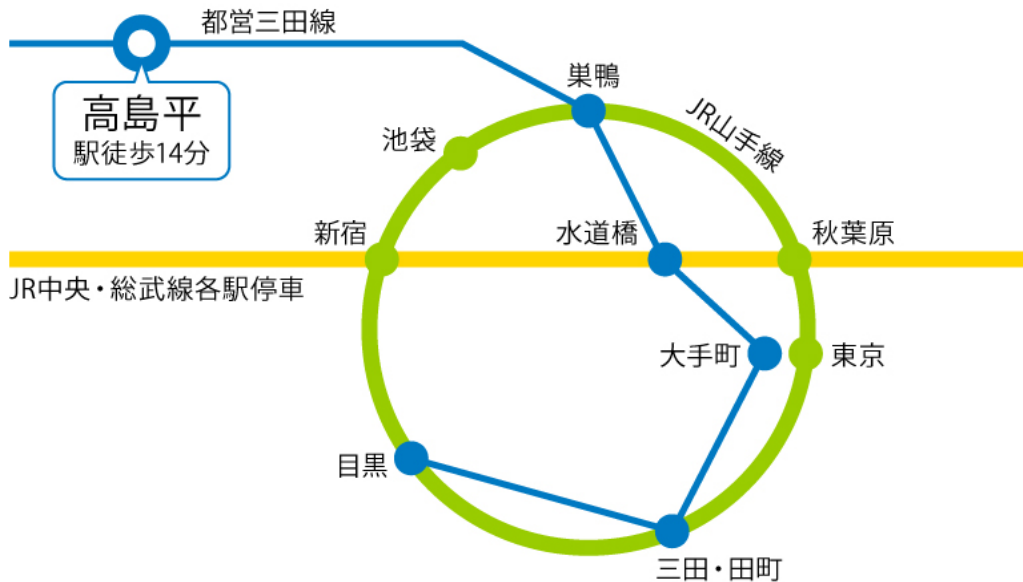 都営三田線
高島平
駅徒歩14分
巣鴨
JR山手線
池袋
新宿
水道橋
秋葉原
JR中央・総武線各駅停車
大手町
東京
目黒
三田・田町